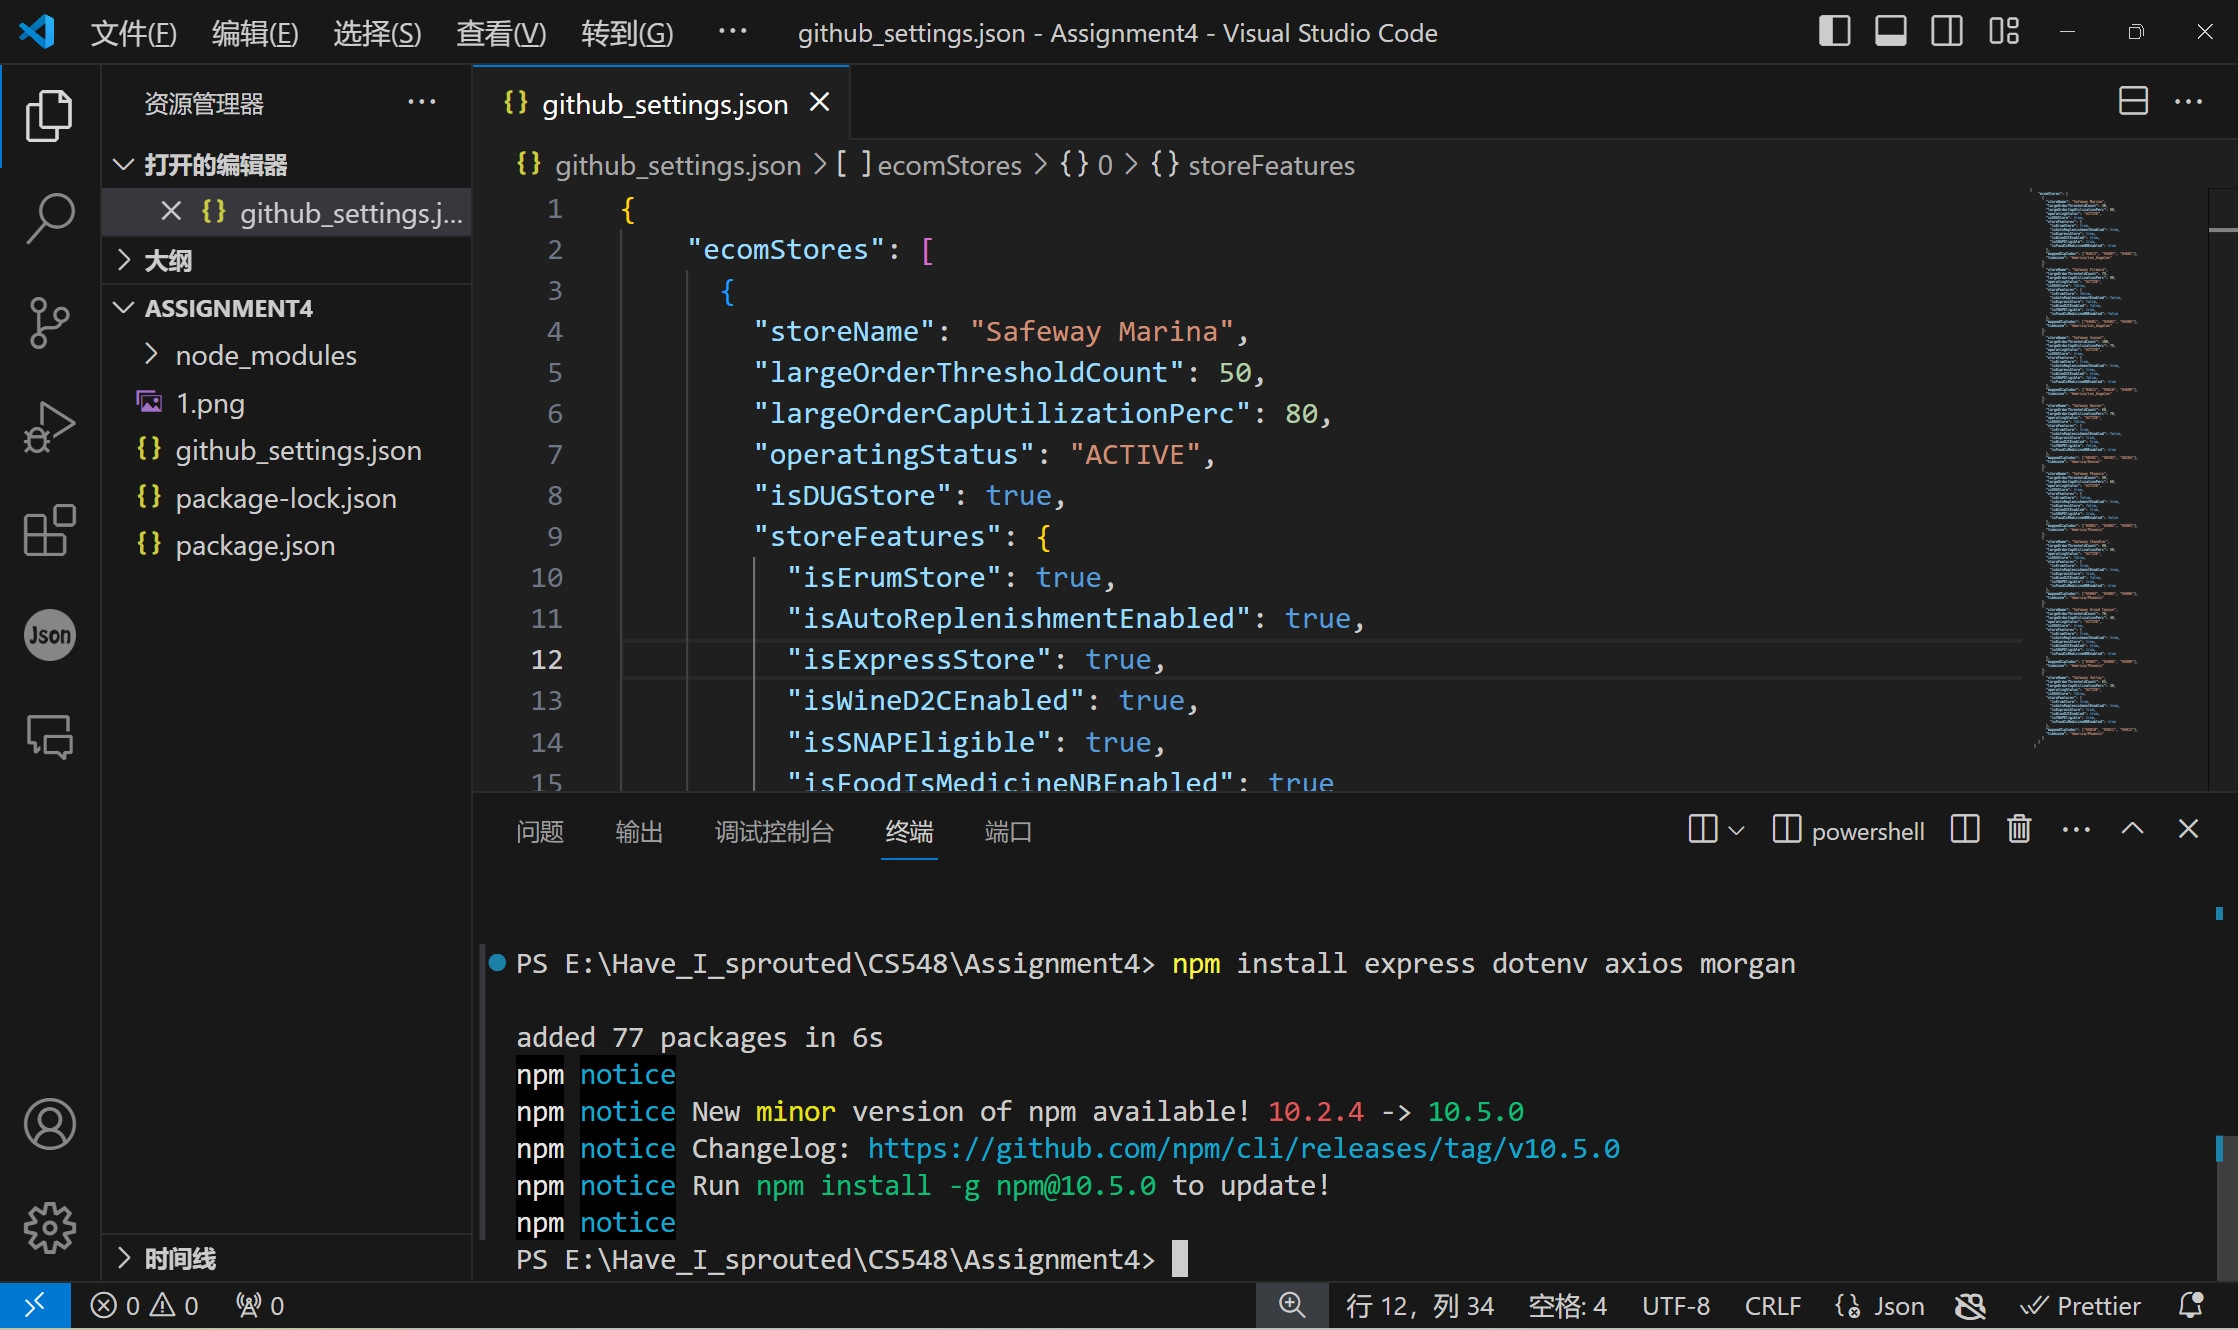 文件(F) 编辑(E) 选择(S) 查看(V) 转到(G) ··· github_settings.json - Assignment4 - Visual Studio Code
资源管理器 ···
打开的编辑器
github_settings.j...
大纲
ASSIGNMENT4
node_modules
1.png
github_settings.json
package-lock.json
package.json
Json
时间线
{} github_settings.json
{} github_settings.json > [ ] ecomStores > {} 0 > {} storeFeatures
1 {
2 "ecomStores": [
3 {
4 "storeName": "Safeway Marina",
5 "largeOrderThresholdCount": 50,
6 "largeOrderCapUtilizationPerc": 80,
7 "operatingStatus": "ACTIVE",
8 "isDUGStore": true,
9 "storeFeatures": {
10 "isErumStore": true,
11 "isAutoReplenishmentEnabled": true,
12 "isExpressStore": true,
13 "isWineD2CEnabled": true,
14 "isSNAPEligible": true,
15 "isFoodIsMedicineNBEnabled": true
问题 输出 调试控制台 终端 端口 powershell ···
PS E:\Have_I_sprouted\CS548\Assignment4> npm install express dotenv axios morgan
added 77 packages in 6s
npm notice
npm notice New minor version of npm available! 10.2.4 -> 10.5.0
npm notice Changelog: https://github.com/npm/cli/releases/tag/v10.5.0
npm notice Run npm install -g npm@10.5.0 to update!
npm notice
PS E:\Have_I_sprouted\CS548\Assignment4>
0 0 0 行 12，列 34 空格: 4 UTF-8 CRLF Json Prettier